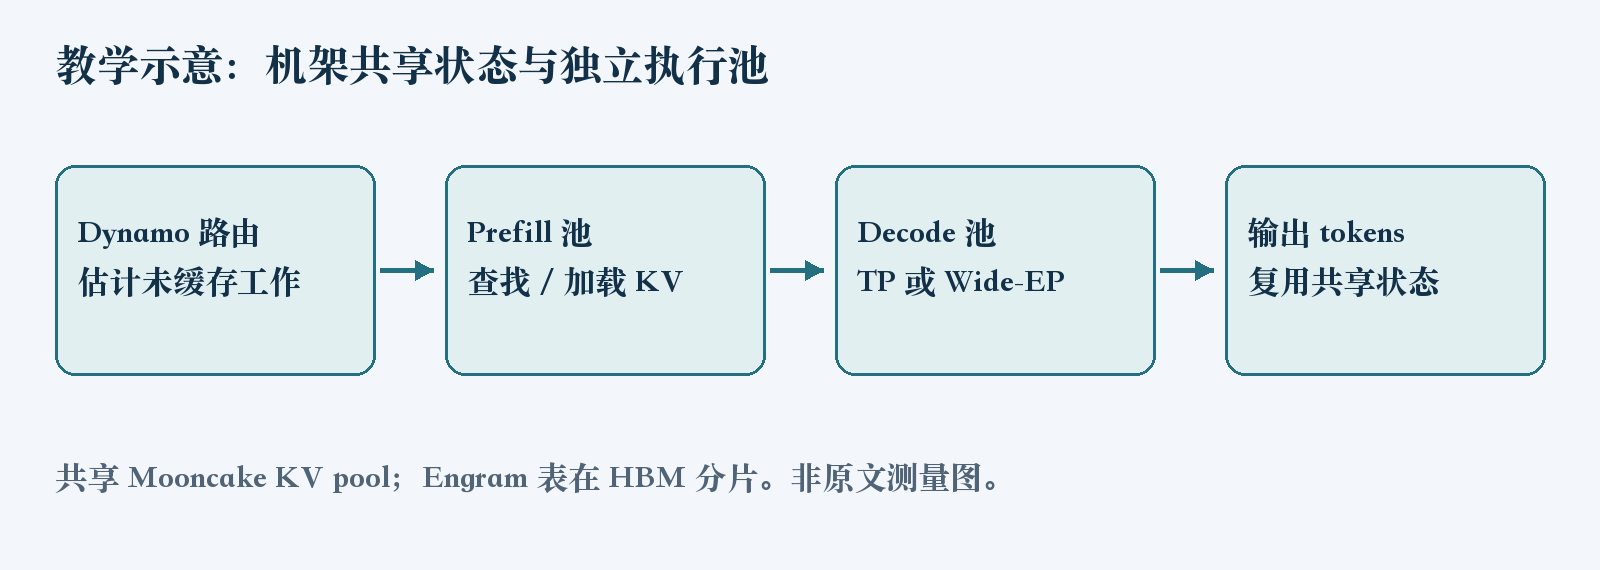 教学示意：机架共享状态与独立执行池
Dynamo 路由
估计未缓存工作
Prefill 池
查找 / 加载 KV
Decode 池
TP 或 Wide-EP
输出 tokens
复用共享状态
共享 Mooncake KV pool；Engram 表在 HBM 分片。非原文测量图。